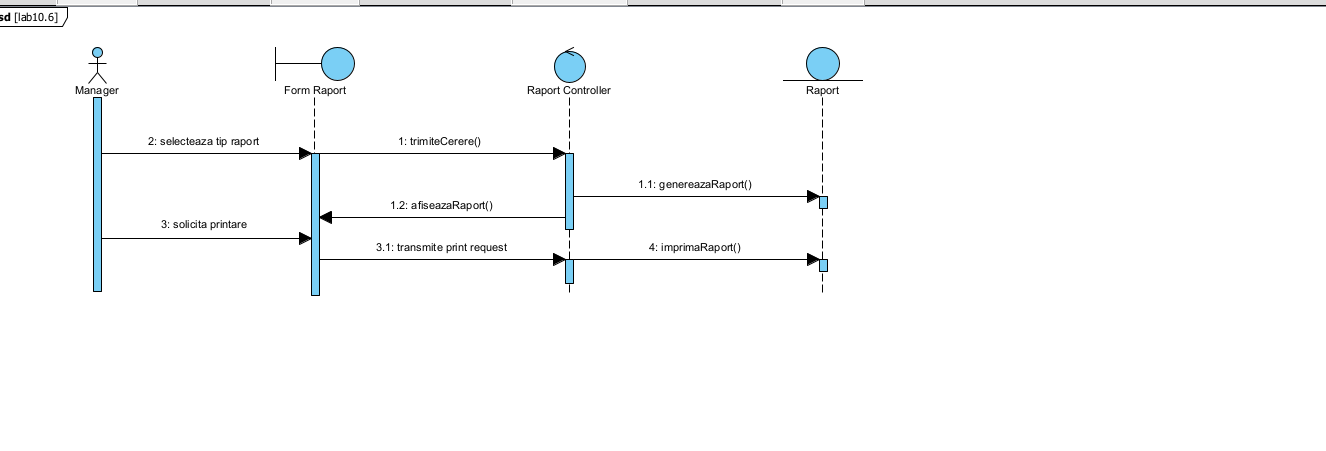 sd [lab10.6]
Manager
Form Raport
Raport Controller
Raport
2: selecteaza tip raport
1: trimiteCerere()
1.1: genereazaRaport()
1.2: afiseazaRaport()
3: solicita printare
3.1: transmite print request
4: imprimaRaport()